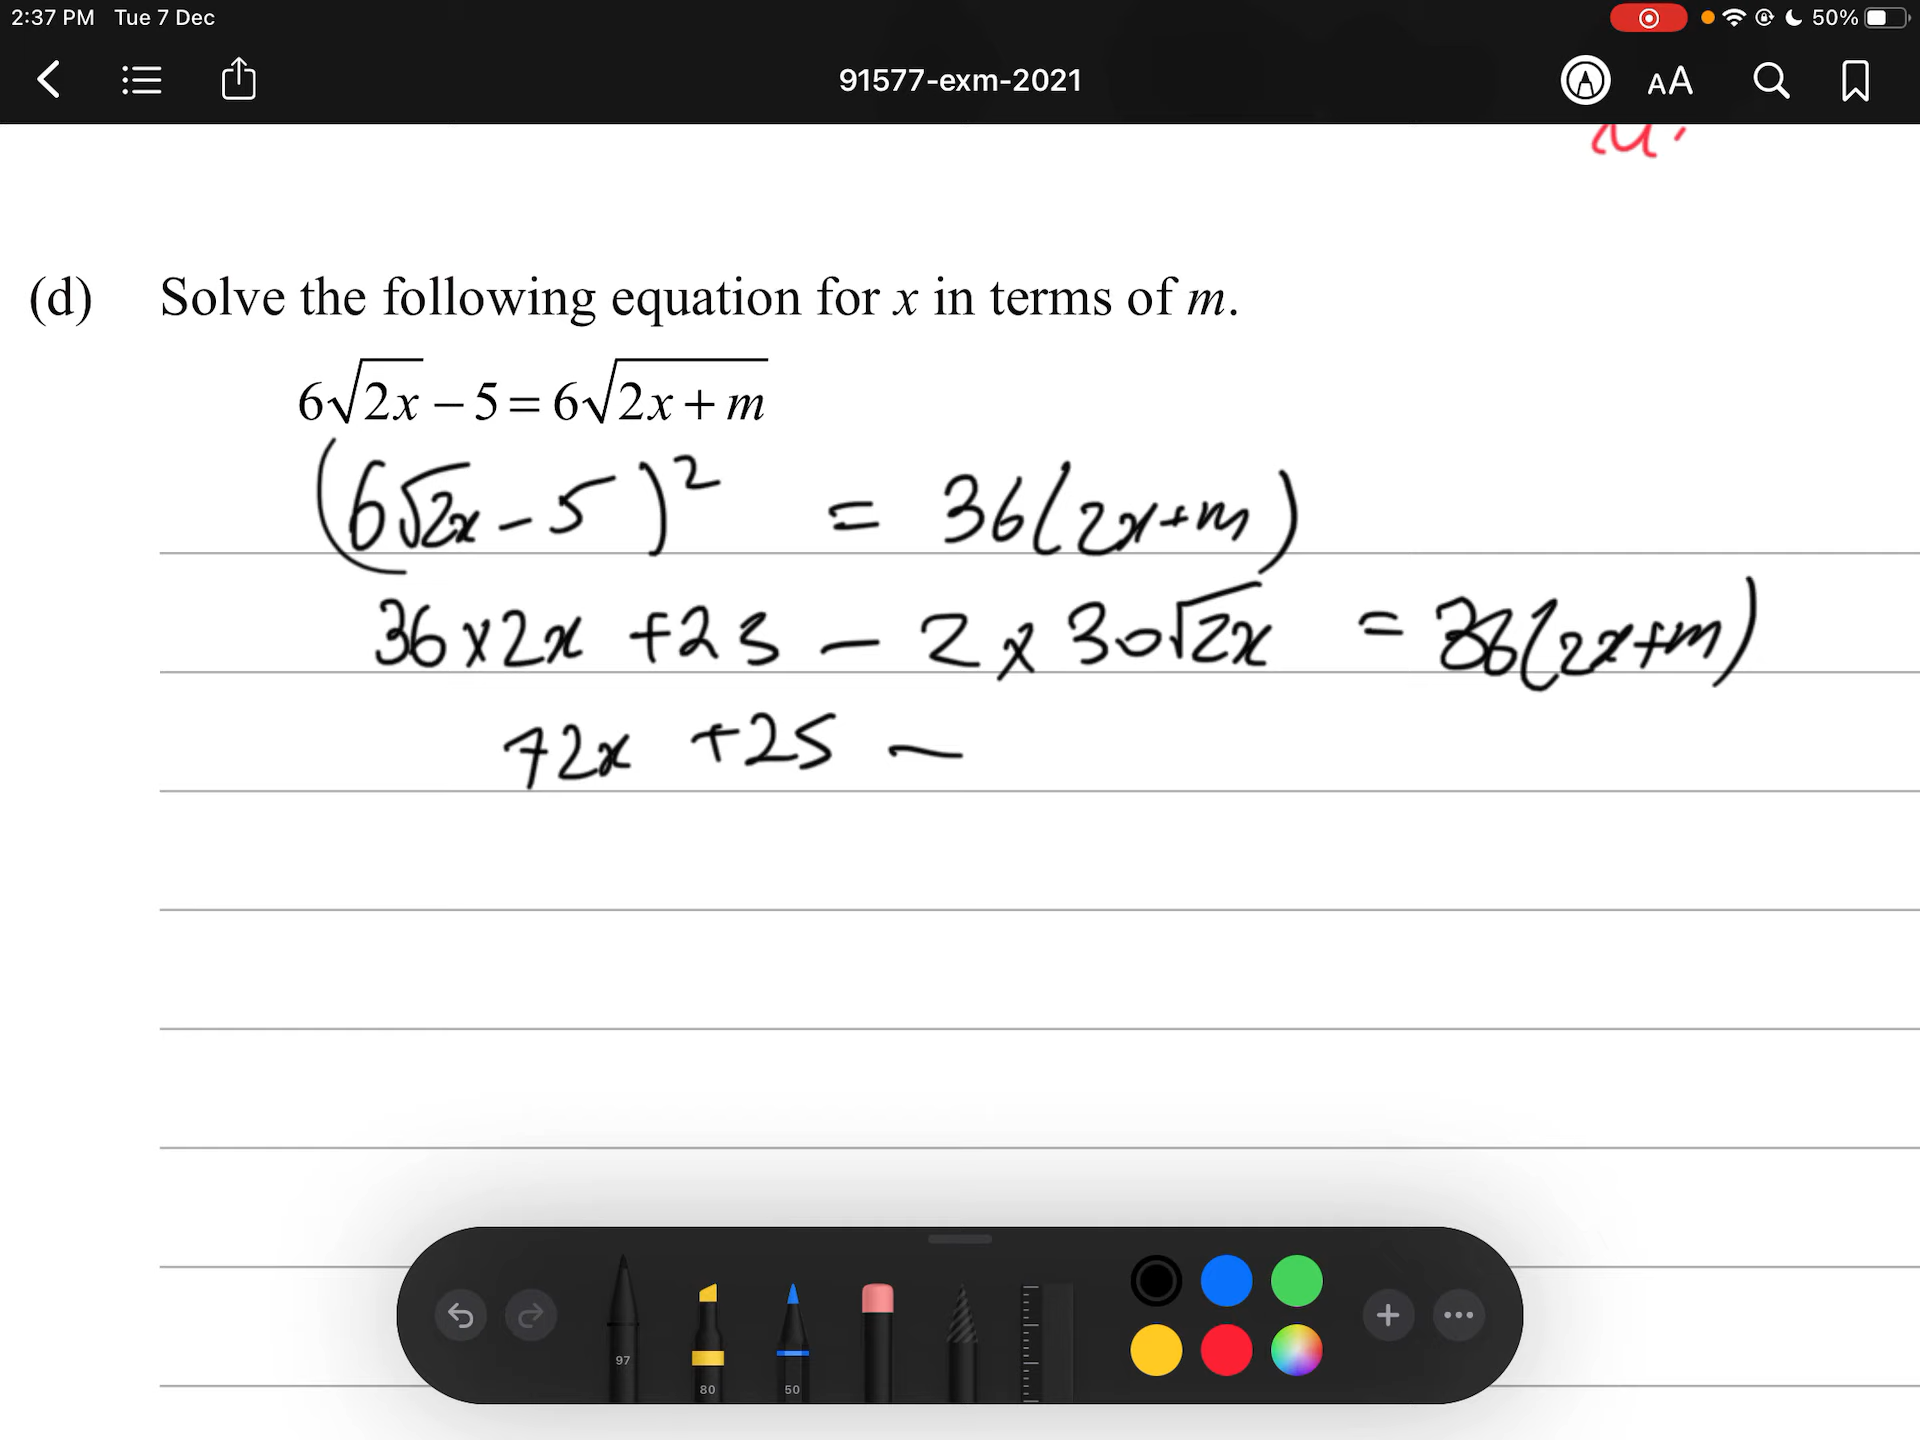 2:37 PM Tue 7 Dec 50%
91577-exm-2021
AA
(d) Solve the following equation for x in terms of m.
6√2x − 5 = 6√2x + m
(6√2x − 5)² = 36(2x+m)
36×2x +25 − 2×30√2x = 36(2x+m)
72x +25 −
97
80
50